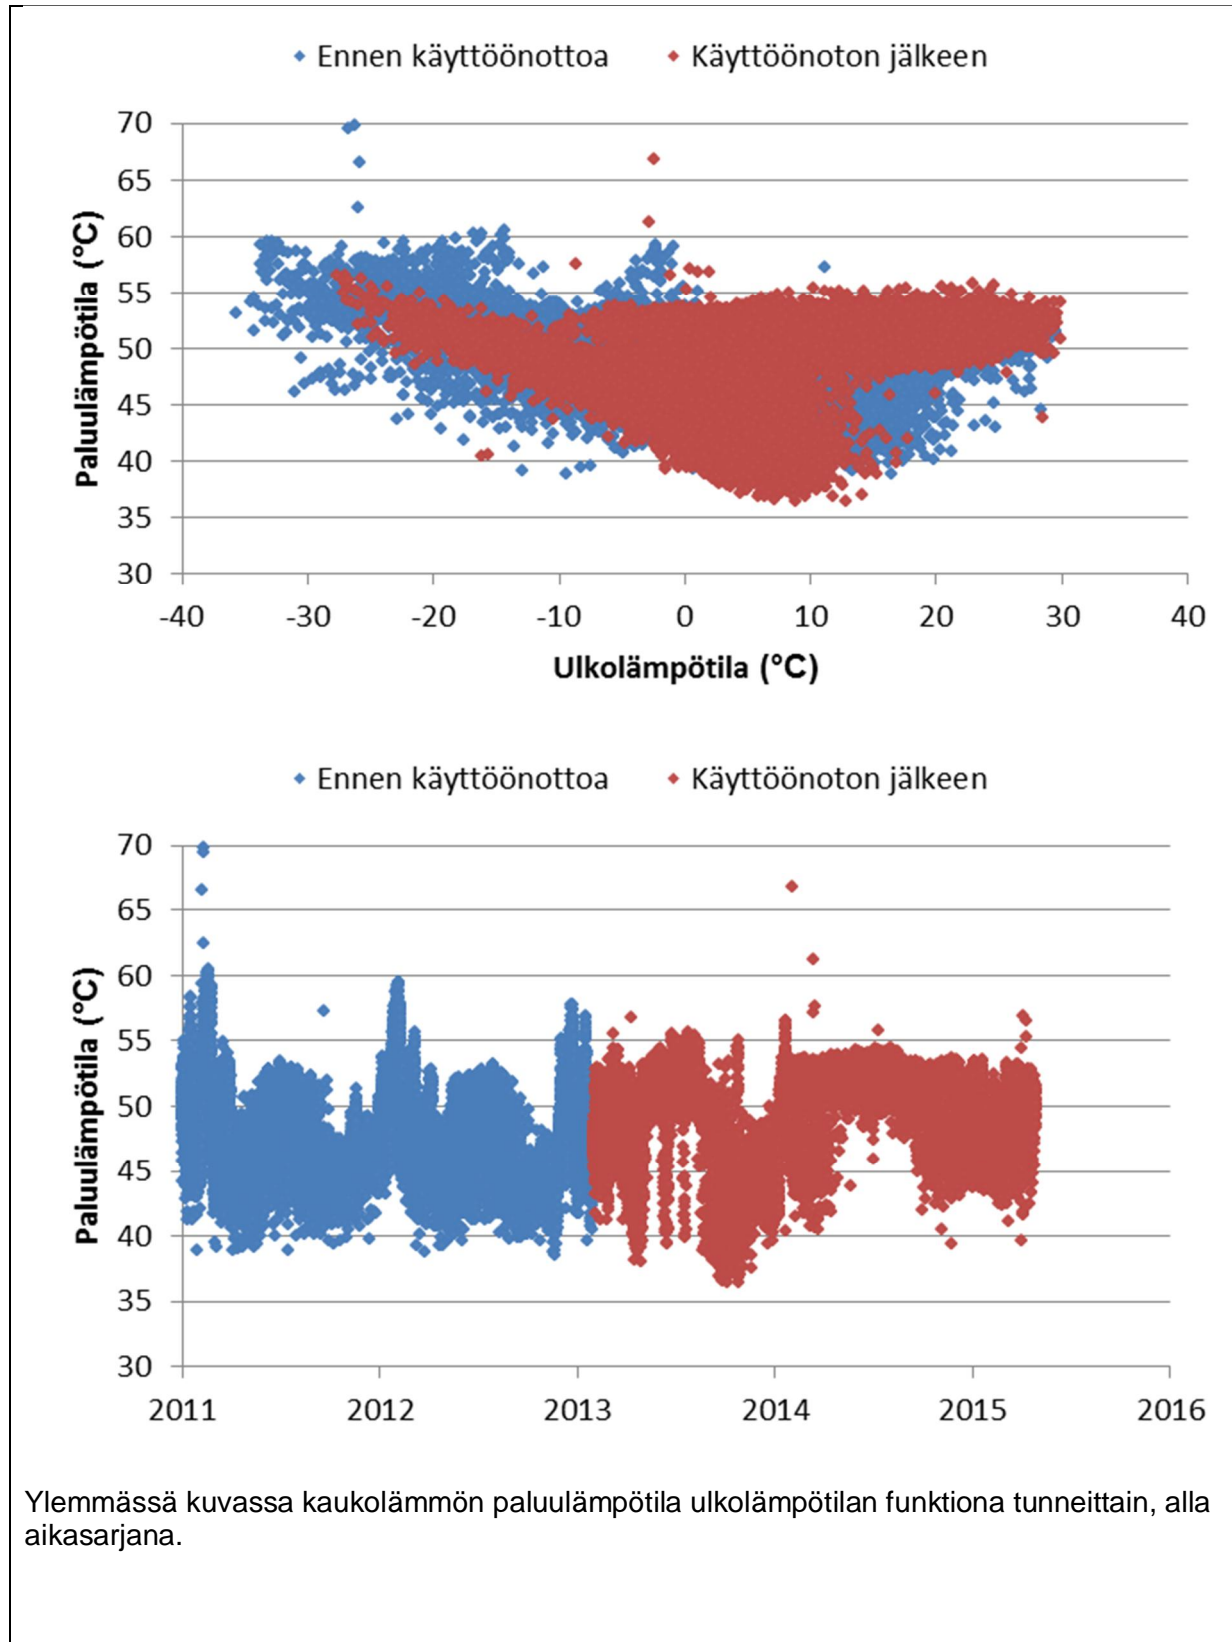 Ennen käyttöönottoa Käyttöönoton jälkeen
70
65
60
55
50
45
40
35
30
Paluulämpötila (°C)
-40 -30 -20 -10 0 10 20 30 40
Ulkolämpötila (°C)
Ennen käyttöönottoa Käyttöönoton jälkeen
70
65
60
55
50
45
40
35
30
Paluulämpötila (°C)
2011 2012 2013 2014 2015 2016
Ylemmässä kuvassa kaukolämmön paluulämpötila ulkolämpötilan funktiona tunneittain, alla
aikasarjana.